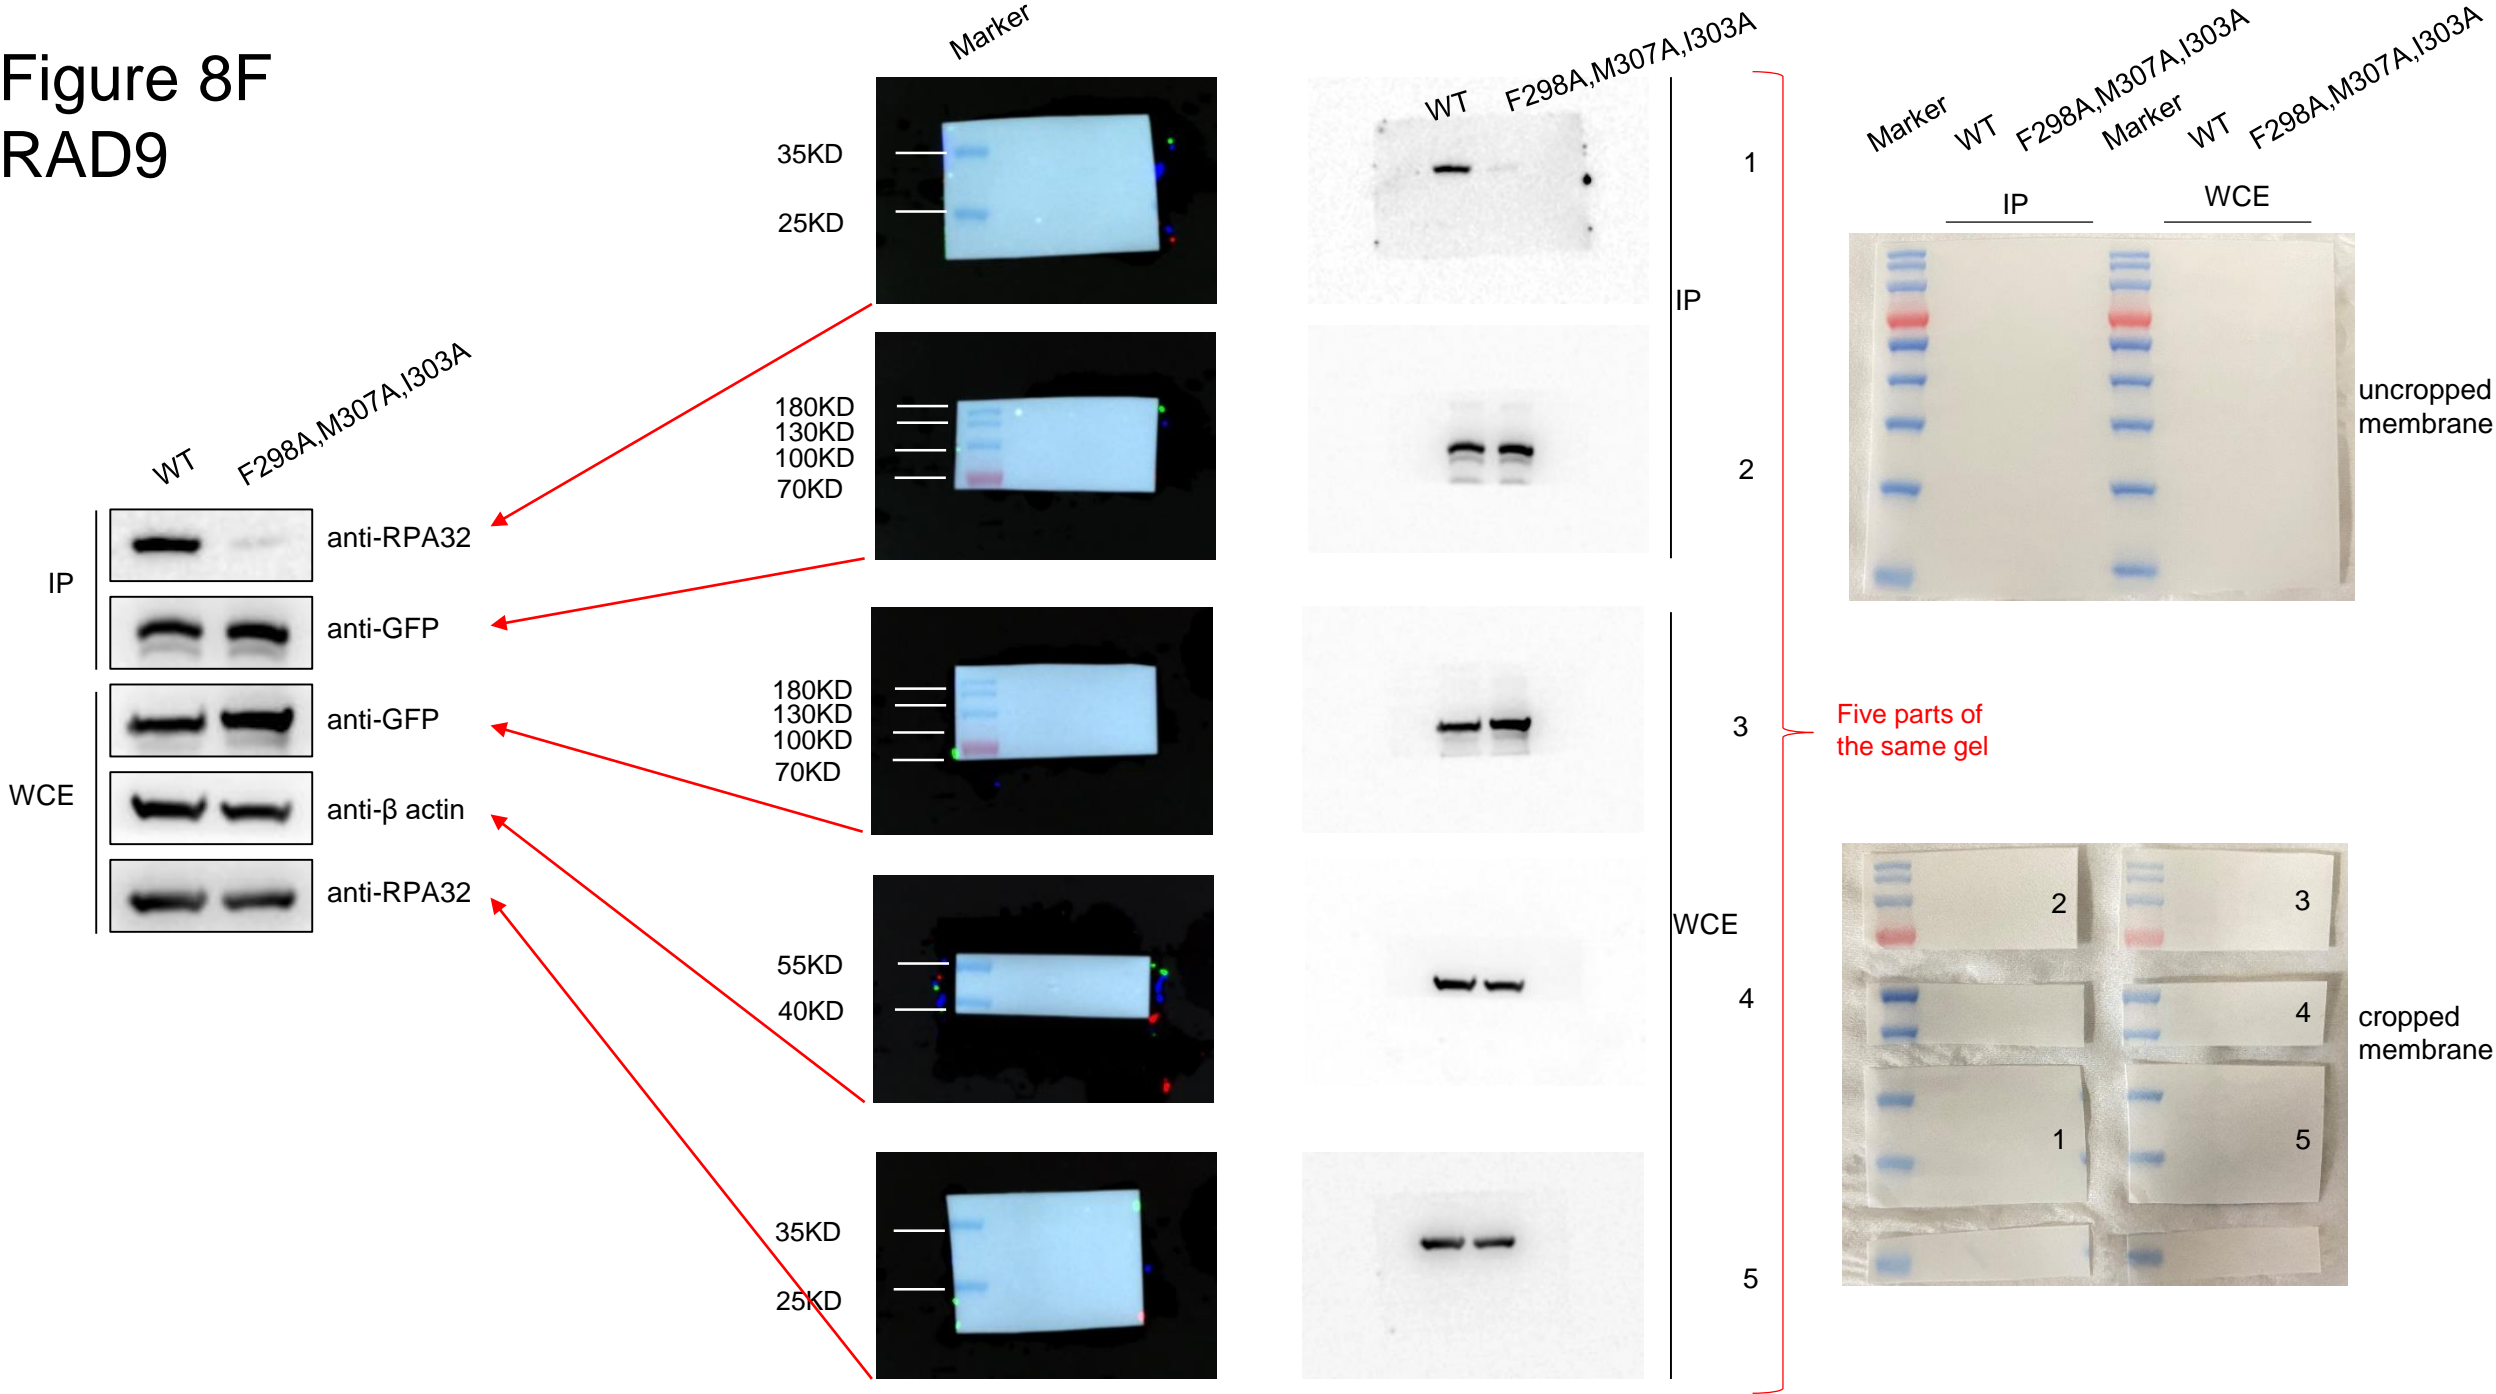 Figure 8F
RAD9
WT
F298A,M307A,I303A
IP
anti-RPA32
anti-GFP
WCE
anti-GFP
anti-β actin
anti-RPA32
Marker
35KD
25KD
180KD
130KD
100KD
70KD
180KD
130KD
100KD
70KD
55KD
40KD
35KD
25KD
WT
F298A,M307A,I303A
1
IP
2
3
WCE
4
5
Five parts of
the same gel
Marker
WT
F298A,M307A,I303A
Marker
WT
F298A,M307A,I303A
IP
WCE
uncropped
membrane
2
3
4
1
5
cropped
membrane